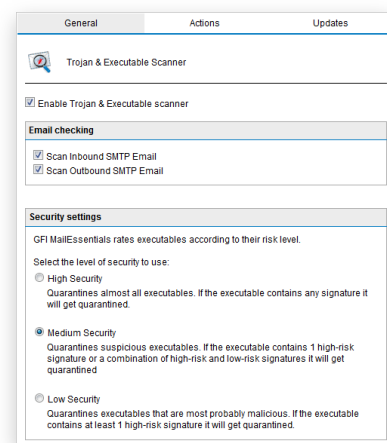 General Actions Updates
Trojan & Executable Scanner
Enable Trojan & Executable scanner
Email checking
Scan Inbound SMTP Email
Scan Outbound SMTP Email
Security settings
GFI MailEssentials rates executables according to their risk level.
Select the level of security to use:
High Security
Quarantines almost all executables. If the executable contains any signature it
will get quarantined.
Medium Security
Quarantines suspicious executables. If the executable contains 1 high-risk
signature or a combination of high-risk and low-risk signatures it will get
quarantined
Low Security
Quarantines executables that are most probably malicious. If the executable
contains at least 1 high-risk signature it will get quarantined.